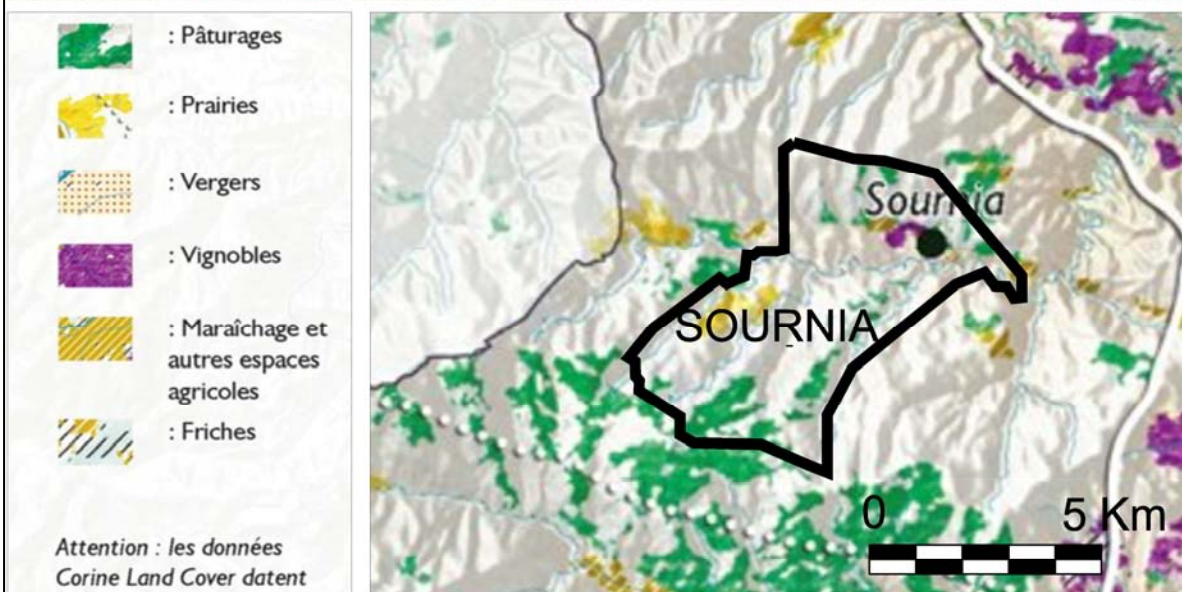 : Pâturages
: Prairies
: Vergers
: Vignobles
: Maraîchage et
autres espaces
agricoles
: Friches
Attention : les données
Corine Land Cover datent
Sournia
SOURNIA
0 5 Km